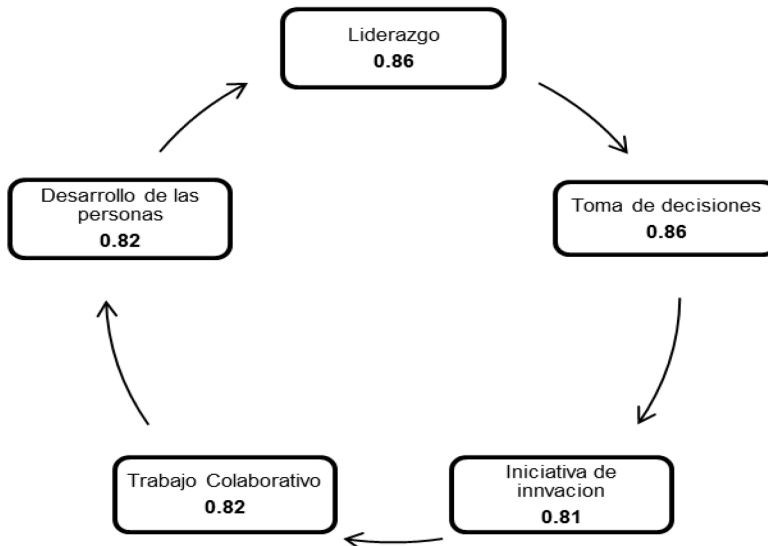 Liderazgo
0.86
Toma de decisiones
0.86
Iniciativa de
innvacion
0.81
Trabajo Colaborativo
0.82
Desarrollo de las
personas
0.82